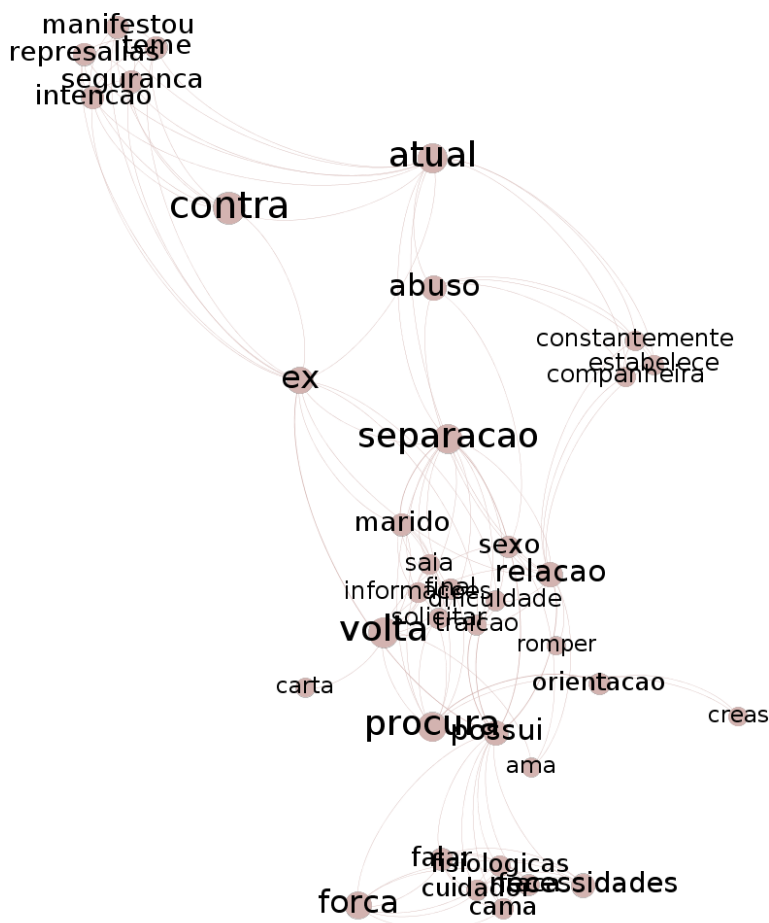 manifestou
teme
represalias
seguranca
intencao
atual
contra
abuso
constantemente
estabelece
companheira
ex
separacao
marido
sexo
saia
relacao
final
informacoes
dificuldade
solicitar
traicao
volta
romper
orientacao
carta
creas
procura
possui
ama
falar
fisiologicas
necessidades
cuidador
forca
cama